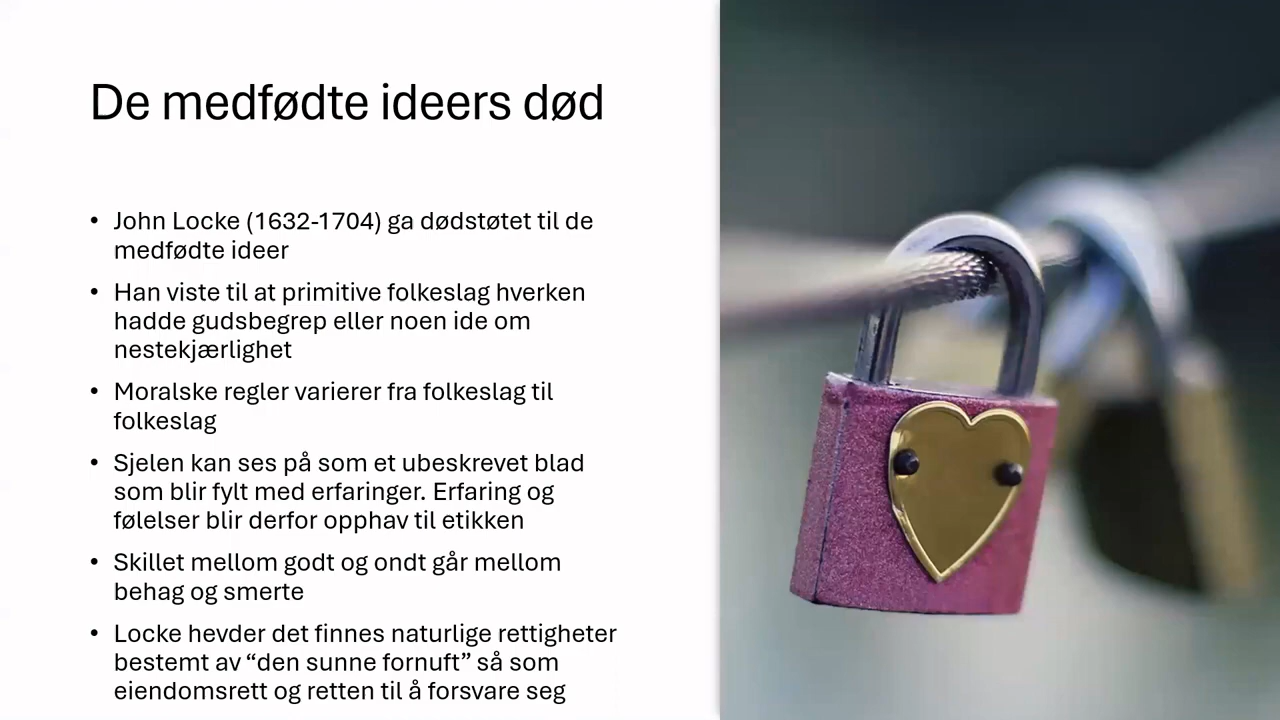 De medfødte ideers død
• John Locke (1632-1704) ga dødstøtet til de
medfødte ideer
• Han viste til at primitive folkeslag hverken
hadde gudsbegrep eller noen ide om
nestekjærlighet
• Moralske regler varierer fra folkeslag til
folkeslag
• Sjelen kan ses på som et ubeskrevet blad
som blir fylt med erfaringer. Erfaring og
følelser blir derfor opphav til etikken
• Skillet mellom godt og ondt går mellom
behag og smerte
• Locke hevder det finnes naturlige rettigheter
bestemt av “den sunne fornuft” så som
eiendomsrett og retten til å forsvare seg